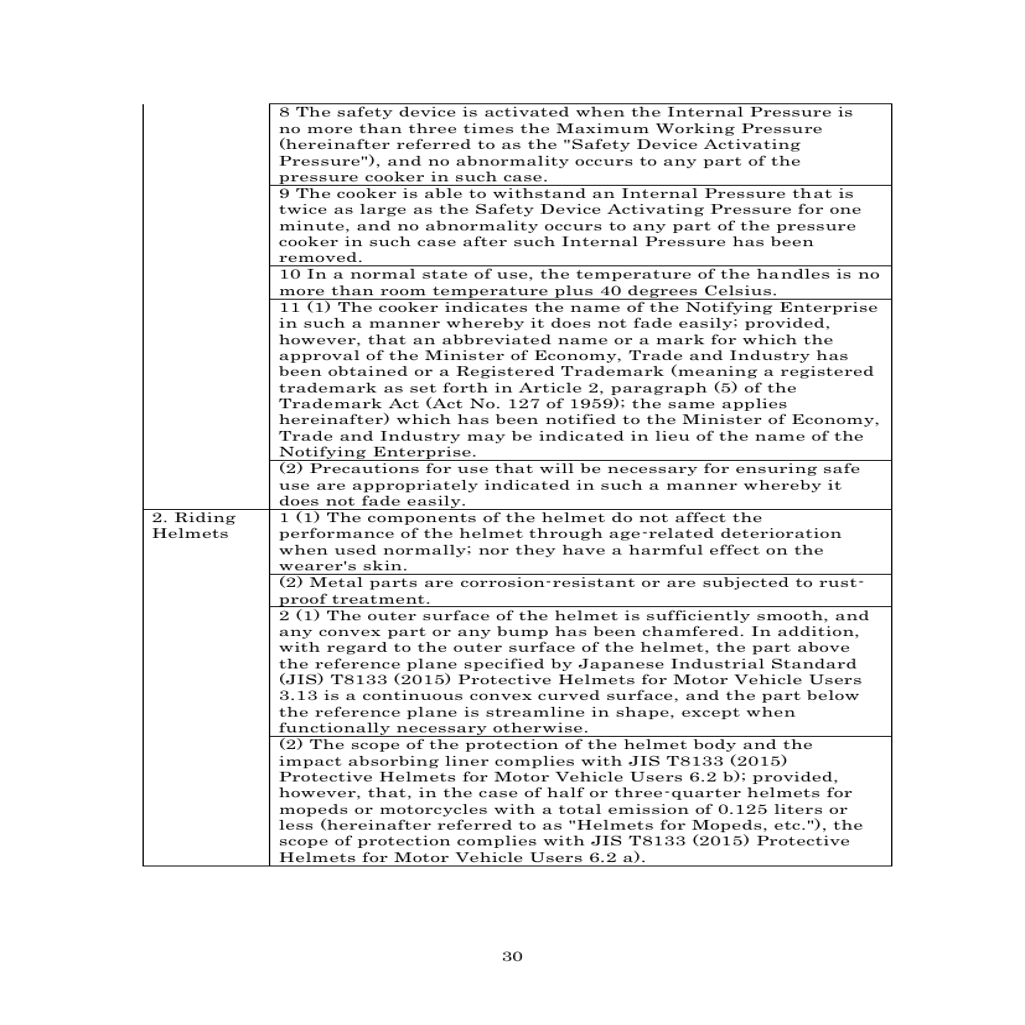 8 The safety device is activated when the Internal Pressure is
no more than three times the Maximum Working Pressure
(hereinafter referred to as the "Safety Device Activating
Pressure"), and no abnormality occurs to any part of the
pressure cooker in such case.
9 The cooker is able to withstand an Internal Pressure that is
twice as large as the Safety Device Activating Pressure for one
minute, and no abnormality occurs to any part of the pressure
cooker in such case after such Internal Pressure has been
removed.
10 In a normal state of use, the temperature of the handles is no
more than room temperature plus 40 degrees Celsius.
11 (1) The cooker indicates the name of the Notifying Enterprise
in such a manner whereby it does not fade easily; provided,
however, that an abbreviated name or a mark for which the
approval of the Minister of Economy, Trade and Industry has
been obtained or a Registered Trademark (meaning a registered
trademark as set forth in Article 2, paragraph (5) of the
Trademark Act (Act No. 127 of 1959); the same applies
hereinafter) which has been notified to the Minister of Economy,
Trade and Industry may be indicated in lieu of the name of the
Notifying Enterprise.
(2) Precautions for use that will be necessary for ensuring safe
use are appropriately indicated in such a manner whereby it
does not fade easily.
2. Riding
Helmets
1 (1) The components of the helmet do not affect the
performance of the helmet through age-related deterioration
when used normally; nor they have a harmful effect on the
wearer's skin.
(2) Metal parts are corrosion-resistant or are subjected to rust-
proof treatment.
2 (1) The outer surface of the helmet is sufficiently smooth, and
any convex part or any bump has been chamfered. In addition,
with regard to the outer surface of the helmet, the part above
the reference plane specified by Japanese Industrial Standard
(JIS) T8133 (2015) Protective Helmets for Motor Vehicle Users
3.13 is a continuous convex curved surface, and the part below
the reference plane is streamline in shape, except when
functionally necessary otherwise.
(2) The scope of the protection of the helmet body and the
impact absorbing liner complies with JIS T8133 (2015)
Protective Helmets for Motor Vehicle Users 6.2 b); provided,
however, that, in the case of half or three-quarter helmets for
mopeds or motorcycles with a total emission of 0.125 liters or
less (hereinafter referred to as "Helmets for Mopeds, etc."), the
scope of protection complies with JIS T8133 (2015) Protective
Helmets for Motor Vehicle Users 6.2 a).
30